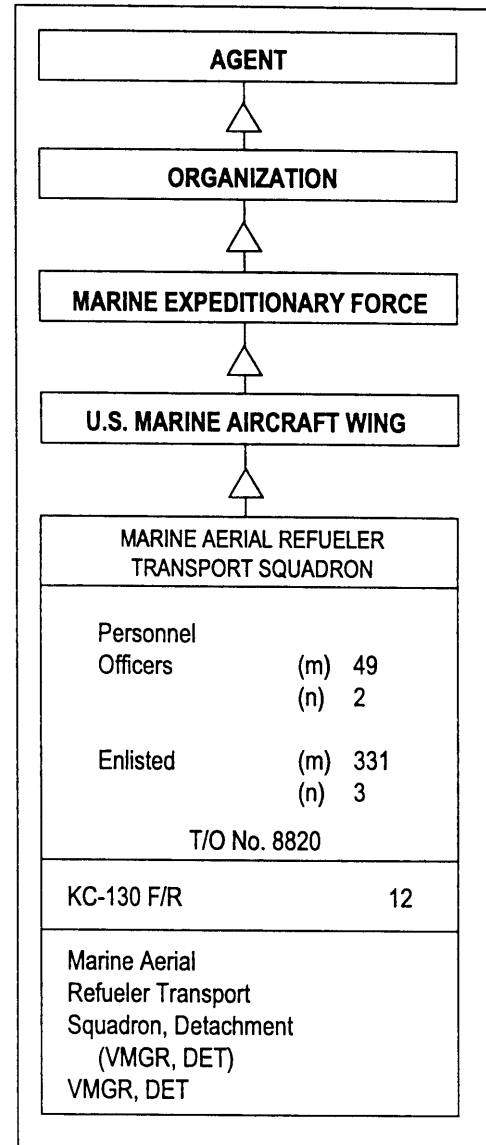 AGENT
ORGANIZATION
MARINE EXPEDITIONARY FORCE
U.S. MARINE AIRCRAFT WING
MARINE AERIAL REFUELER
TRANSPORT SQUADRON
Personnel
Officers (m) 49
(n) 2
Enlisted (m) 331
(n) 3
T/O No. 8820
KC-130 F/R 12
Marine Aerial
Refueler Transport
Squadron, Detachment
(VMGR, DET)
VMGR, DET